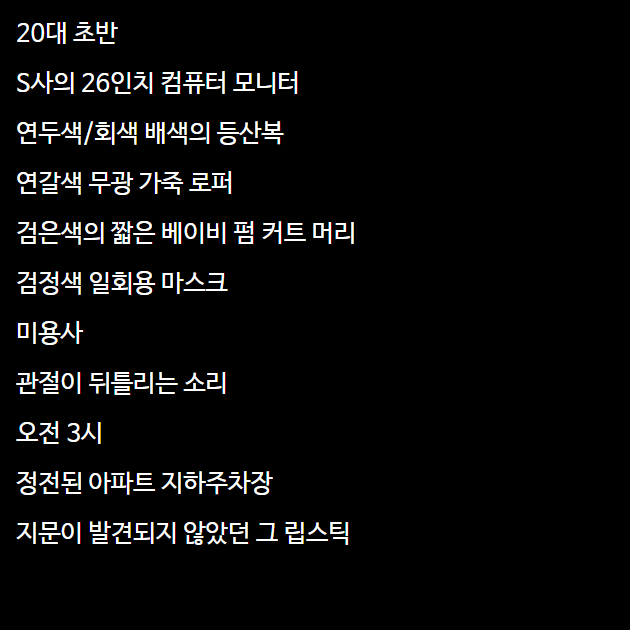 20대 초반
S사의 26인치 컴퓨터 모니터
연두색/회색 배색의 등산복
연갈색 무광 가죽 로퍼
검은색의 짧은 베이비 펌 커트 머리
검정색 일회용 마스크
미용사
관절이 뒤틀리는 소리
오전 3시
정전된 아파트 지하주차장
지문이 발견되지 않았던 그 립스틱